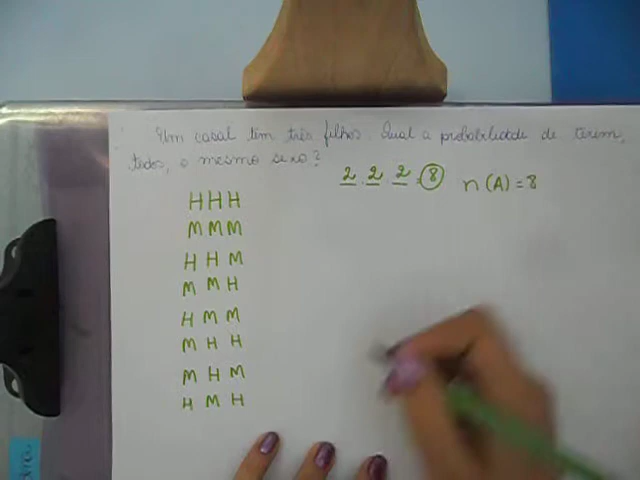 Um casal têm três filhos. Qual a probabilidade de terem,
todos, o mesmo sexo?
2 . 2 . 2 = 8 n (A) = 8
HHH
MMM
HHM
MMH
HMM
MHH
MHM
HMH